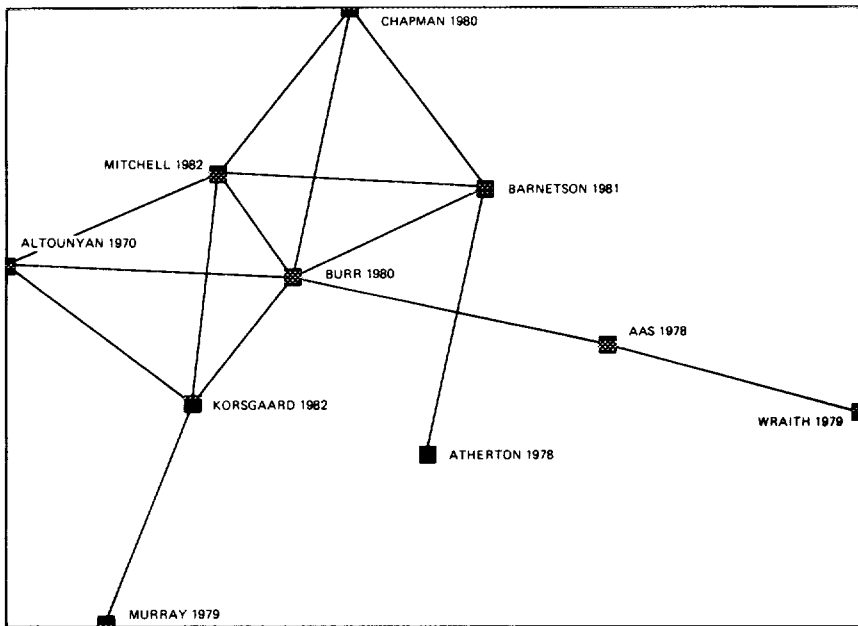 CHAPMAN 1980
MITCHELL 1982
BARNETSON 1981
ALTOUNYAN 1970
BURR 1980
AAS 1978
KORSGAARD 1982
WRAITH 1979
ATHERTON 1978
MURRAY 1979